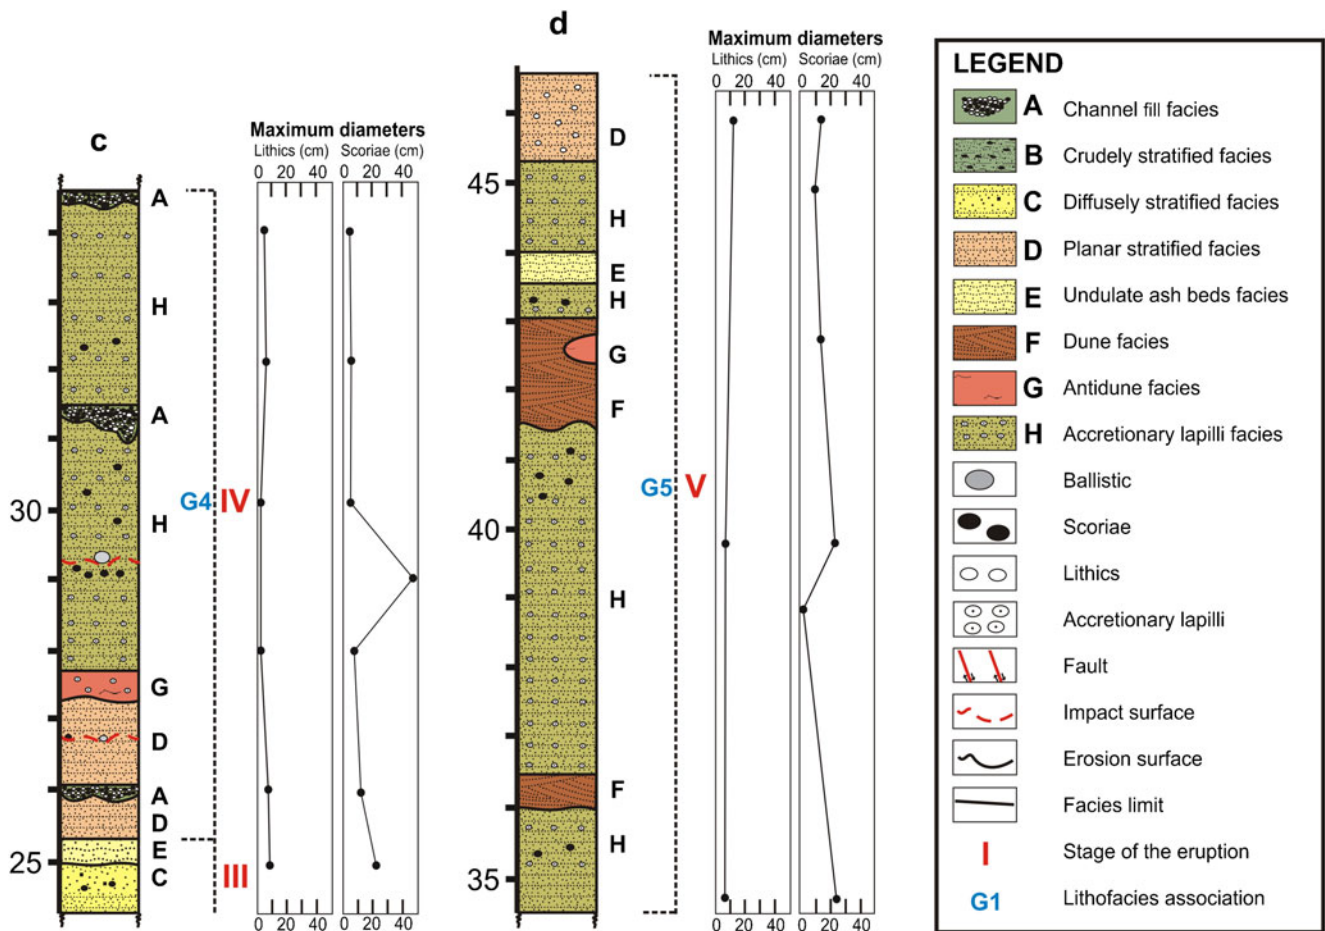 c
Maximum diameters
Lithics (cm) Scoriae (cm)
0 20 40 0 20 40
A
H
A
30
H
G4 IV
G
D
A
D
E
25
C
III
0 20 40 0 20 40
d
Maximum diameters
Lithics (cm) Scoriae (cm)
0 20 40 0 20 40
D
45
H
E
H
G
F
G5 V
40
H
F
H
35
0 20 40 0 20 40
LEGEND
A Channel fill facies
B Crudely stratified facies
C Diffusely stratified facies
D Planar stratified facies
E Undulate ash beds facies
F Dune facies
G Antidune facies
H Accretionary lapilli facies
Ballistic
Scoriae
Lithics
Accretionary lapilli
Fault
Impact surface
Erosion surface
Facies limit
I Stage of the eruption
G1 Lithofacies association